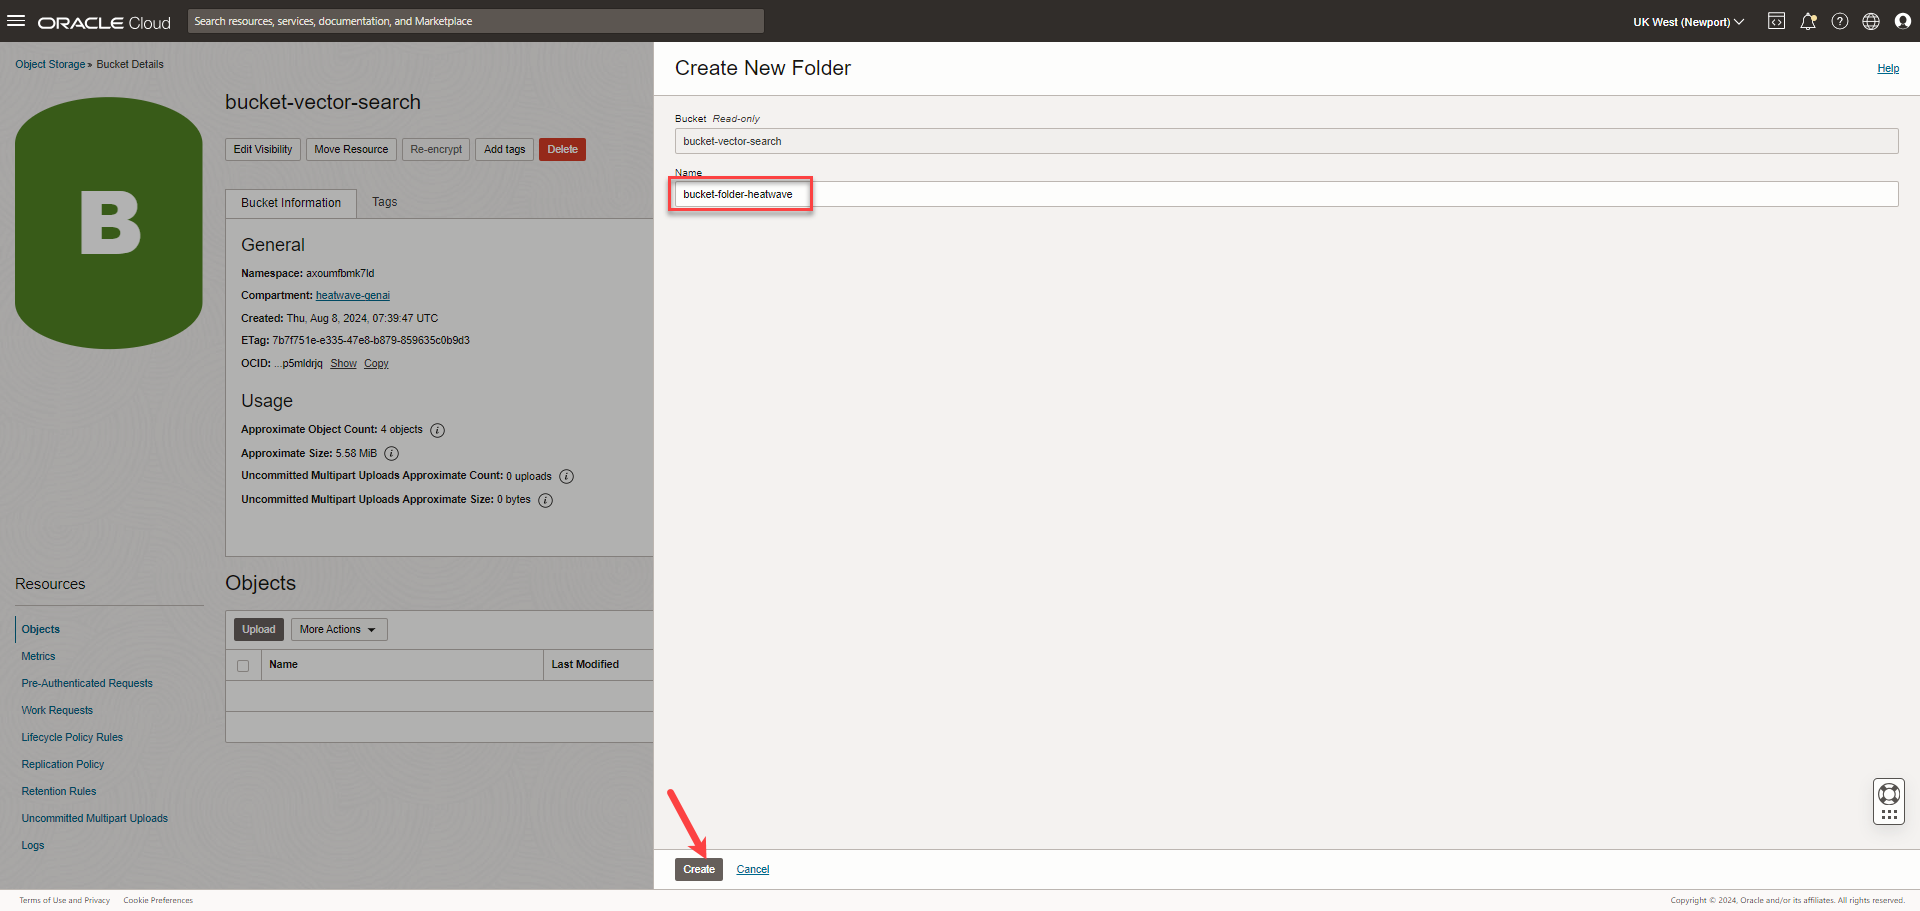 ORACLE Cloud
Search resources, services, documentation, and Marketplace
UK West (Newport)
Object Storage » Bucket Details
B
bucket-vector-search
Edit Visibility
Move Resource
Re-encrypt
Add tags
Delete
Bucket Information
Tags
General
Namespace: axoumfbmk7ld
Compartment: heatwave-genai
Created: Thu, Aug 8, 2024, 07:39:47 UTC
ETag: 7b7f751e-e335-47e8-b879-859635c0b9d3
OCID: ...p5mldrjq Show Copy
Usage
Approximate Object Count: 4 objects
Approximate Size: 5.58 MiB
Uncommitted Multipart Uploads Approximate Count: 0 uploads
Uncommitted Multipart Uploads Approximate Size: 0 bytes
Resources
Objects
Metrics
Pre-Authenticated Requests
Work Requests
Lifecycle Policy Rules
Replication Policy
Retention Rules
Uncommitted Multipart Uploads
Logs
Objects
Upload
More Actions
Name
Last Modified
Create New Folder
Help
Bucket Read-only
bucket-vector-search
Name
bucket-folder-heatwave
Create
Cancel
Terms of Use and Privacy
Cookie Preferences
Copyright © 2024, Oracle and/or its affiliates. All rights reserved.